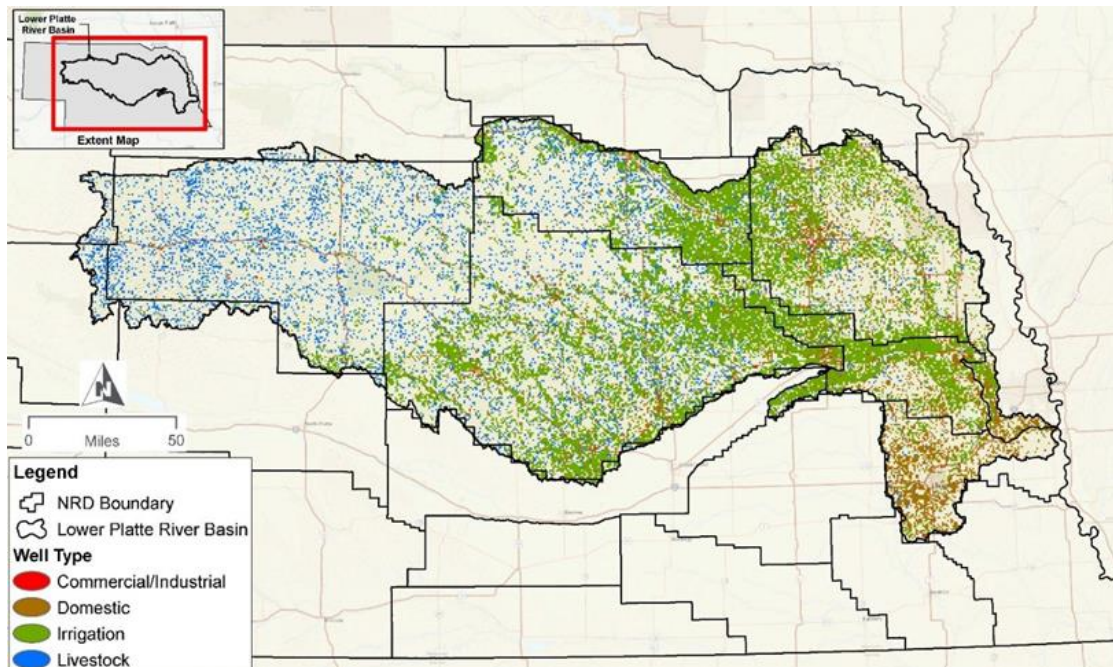 Lower Platte
River Basin
Extent Map
N
0 50
Miles
Legend
NRD Boundary
Lower Platte River Basin
Well Type
Commercial/Industrial
Domestic
Irrigation
Livestock